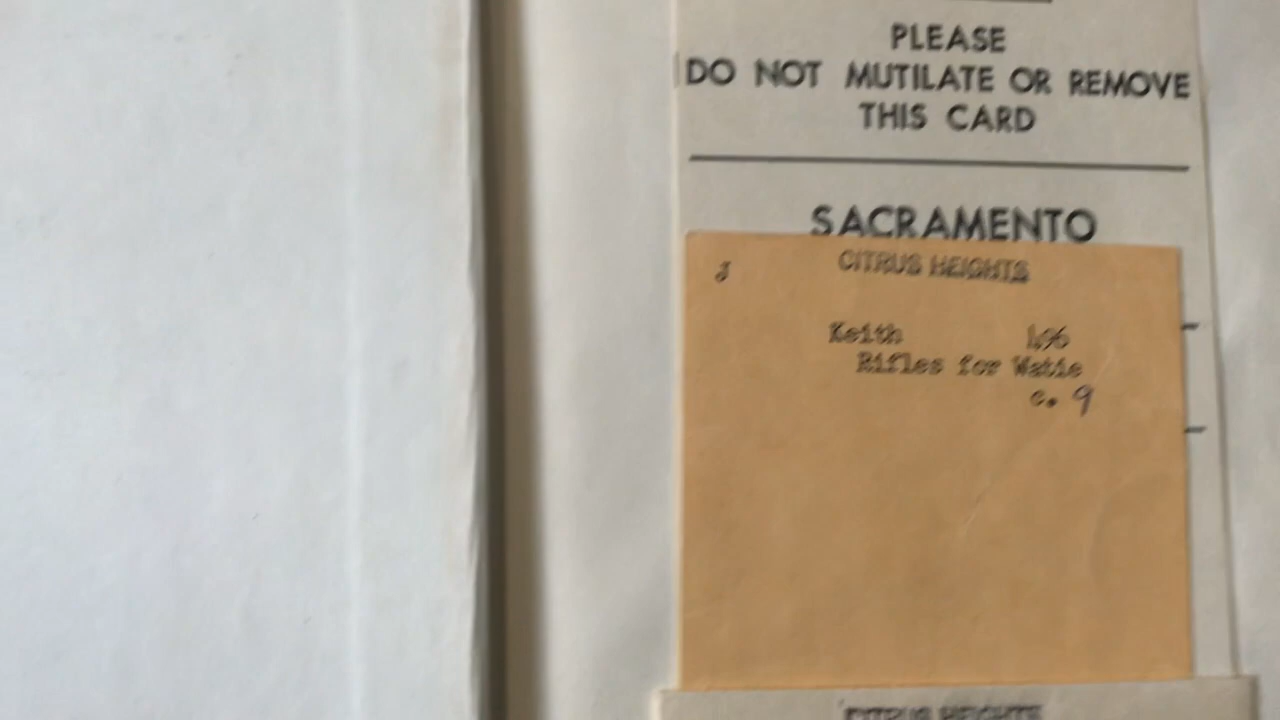 PLEASE
DO NOT MUTILATE OR REMOVE
THIS CARD
SACRAMENTO
CITRUS HEIGHTS
J
Keith
Rifles for Watie
c. 9
CITRUS HEIGHTS